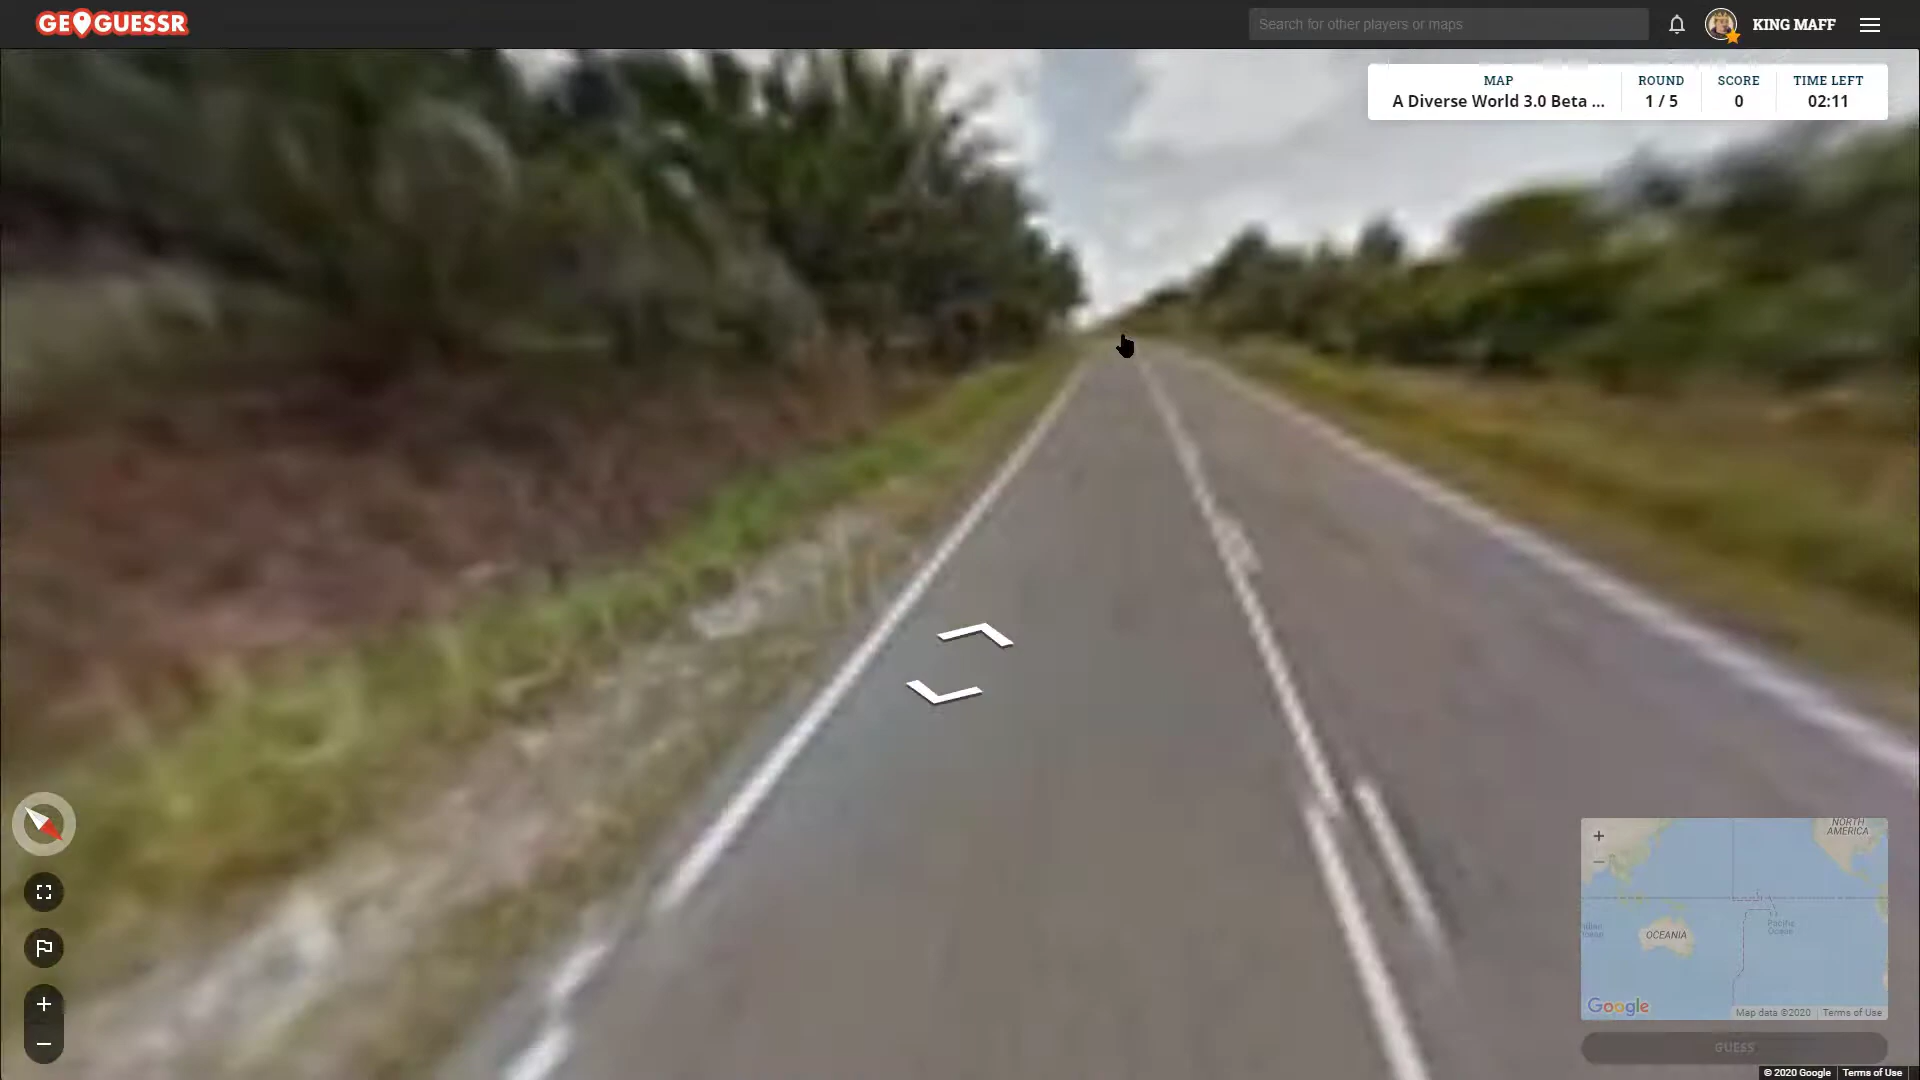 GEOGUESSR
Search for other players or maps
KING MAFF
MAP
A Diverse World 3.0 Beta ...
ROUND
1 / 5
SCORE
0
TIME LEFT
02:11
+
−
NORTH
AMERICA
OCEANIA
Pacific
Ocean
Google
Map data ©2020
Terms of Use
GUESS
+
−
© 2020 Google
Terms of Use